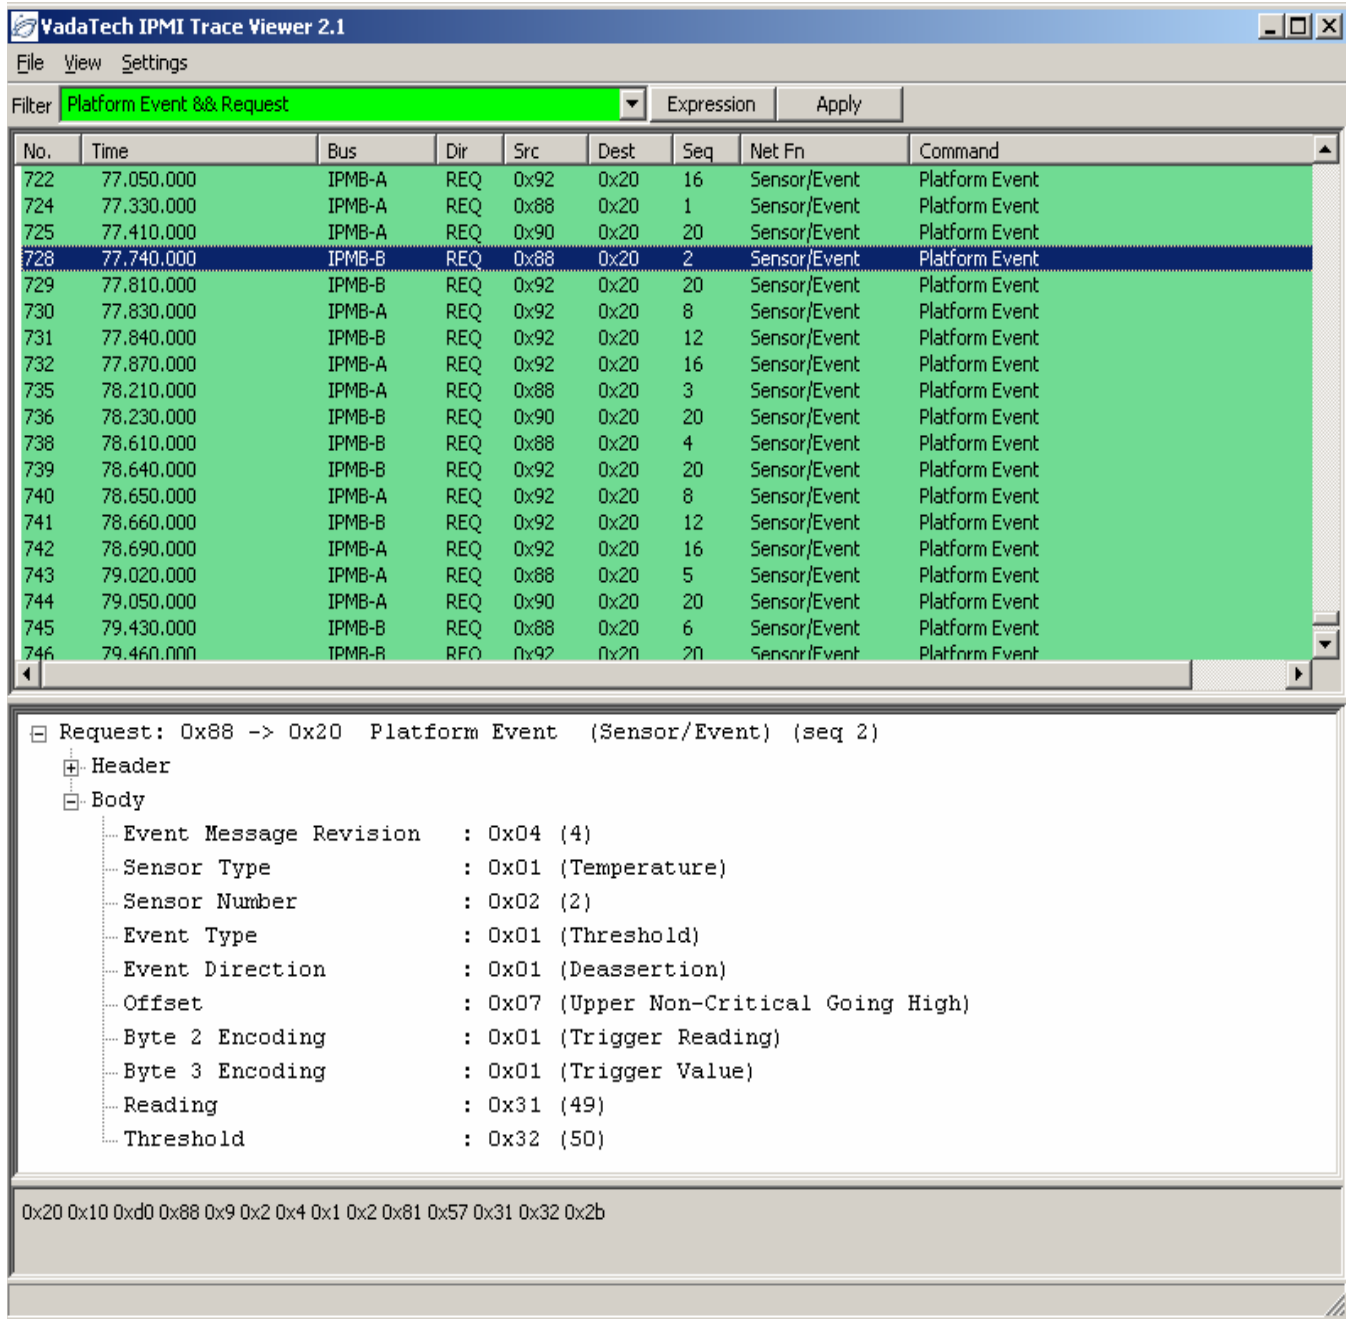 VadaTech IPMI Trace Viewer 2.1
File View Settings
Filter Platform Event && Request Expression Apply
No. Time Bus Dir Src Dest Seq Net Fn Command
722 77.050.000 IPMB-A REQ 0x92 0x20 16 Sensor/Event Platform Event
724 77.330.000 IPMB-A REQ 0x88 0x20 1 Sensor/Event Platform Event
725 77.410.000 IPMB-A REQ 0x90 0x20 20 Sensor/Event Platform Event
728 77.740.000 IPMB-B REQ 0x88 0x20 2 Sensor/Event Platform Event
729 77.810.000 IPMB-B REQ 0x92 0x20 20 Sensor/Event Platform Event
730 77.830.000 IPMB-A REQ 0x92 0x20 8 Sensor/Event Platform Event
731 77.840.000 IPMB-B REQ 0x92 0x20 12 Sensor/Event Platform Event
732 77.870.000 IPMB-A REQ 0x92 0x20 16 Sensor/Event Platform Event
735 78.210.000 IPMB-A REQ 0x88 0x20 3 Sensor/Event Platform Event
736 78.230.000 IPMB-B REQ 0x90 0x20 20 Sensor/Event Platform Event
738 78.610.000 IPMB-B REQ 0x88 0x20 4 Sensor/Event Platform Event
739 78.640.000 IPMB-B REQ 0x92 0x20 20 Sensor/Event Platform Event
740 78.650.000 IPMB-A REQ 0x92 0x20 8 Sensor/Event Platform Event
741 78.660.000 IPMB-B REQ 0x92 0x20 12 Sensor/Event Platform Event
742 78.690.000 IPMB-A REQ 0x92 0x20 16 Sensor/Event Platform Event
743 79.020.000 IPMB-A REQ 0x88 0x20 5 Sensor/Event Platform Event
744 79.050.000 IPMB-A REQ 0x90 0x20 20 Sensor/Event Platform Event
745 79.430.000 IPMB-B REQ 0x88 0x20 6 Sensor/Event Platform Event
746 79.460.000 IPMB-B REQ 0x92 0x20 20 Sensor/Event Platform Event
Request: 0x88 -> 0x20 Platform Event (Sensor/Event) (seq 2)
Header
Body
Event Message Revision : 0x04 (4)
Sensor Type : 0x01 (Temperature)
Sensor Number : 0x02 (2)
Event Type : 0x01 (Threshold)
Event Direction : 0x01 (Deassertion)
Offset : 0x07 (Upper Non-Critical Going High)
Byte 2 Encoding : 0x01 (Trigger Reading)
Byte 3 Encoding : 0x01 (Trigger Value)
Reading : 0x31 (49)
Threshold : 0x32 (50)
0x20 0x10 0xd0 0x88 0x9 0x2 0x4 0x1 0x2 0x81 0x57 0x31 0x32 0x2b